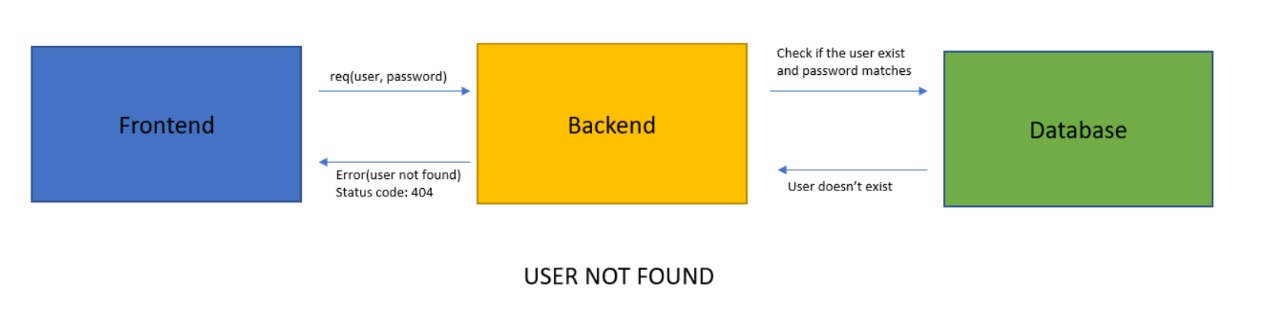 Frontend
req(user, password)
Error(user not found)
Status code: 404
Backend
Check if the user exist
and password matches
User doesn’t exist
Database
USER NOT FOUND